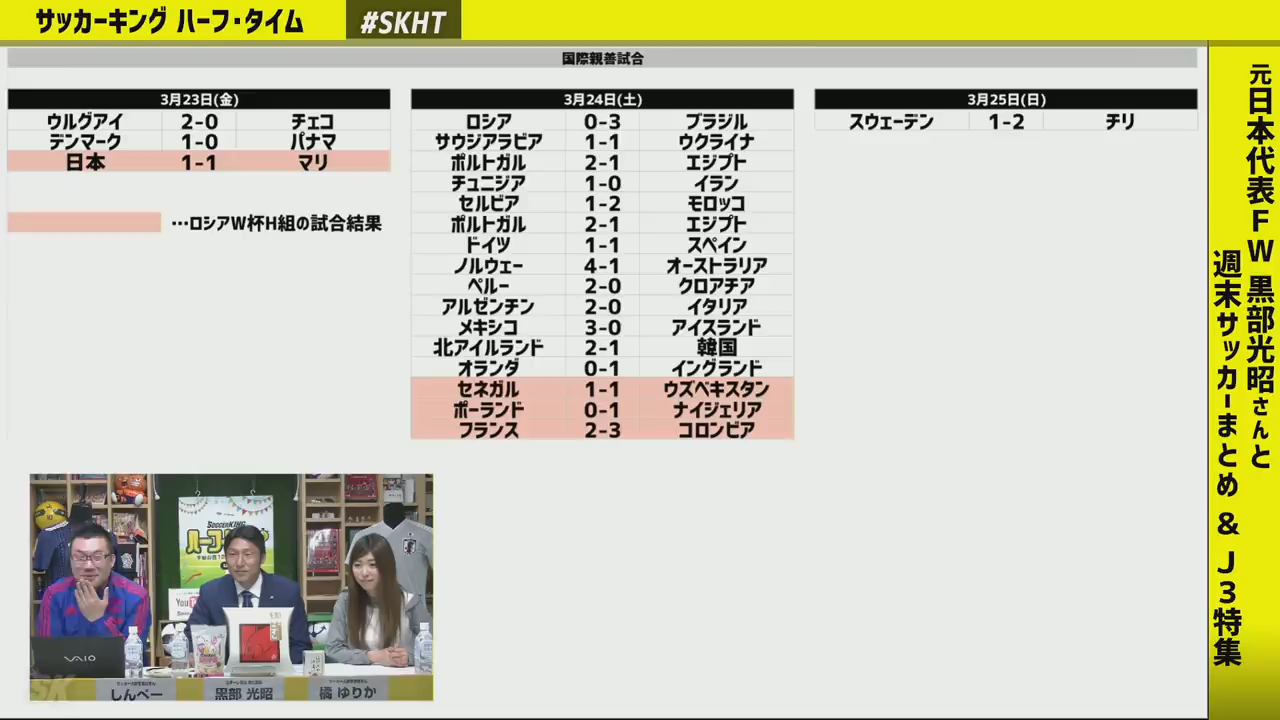 サッカーキング ハーフ・タイム
#SKHT
国際親善試合
3月23日(金)
ウルグアイ 2-0 チェコ
デンマーク 1-0 パナマ
日本 1-1 マリ
…ロシアW杯H組の試合結果
3月24日(土)
ロシア 0-3 ブラジル
サウジアラビア 1-1 ウクライナ
ポルトガル 2-1 エジプト
チュニジア 1-0 イラン
セルビア 1-2 モロッコ
ポルトガル 2-1 エジプト
ドイツ 1-1 スペイン
ノルウェー 4-1 オーストラリア
ペルー 2-0 クロアチア
アルゼンチン 2-0 イタリア
メキシコ 3-0 アイスランド
北アイルランド 2-1 韓国
オランダ 0-1 イングランド
セネガル 1-1 ウズベキスタン
ポーランド 0-1 ナイジェリア
フランス 2-3 コロンビア
3月25日(日)
スウェーデン 1-2 チリ
元日本代表FW 黒部光昭さんと
週末サッカーまとめ & J3特集
SOCCERKING
VAIO
SK
しんぺー
黒部 光昭
橘 ゆりか